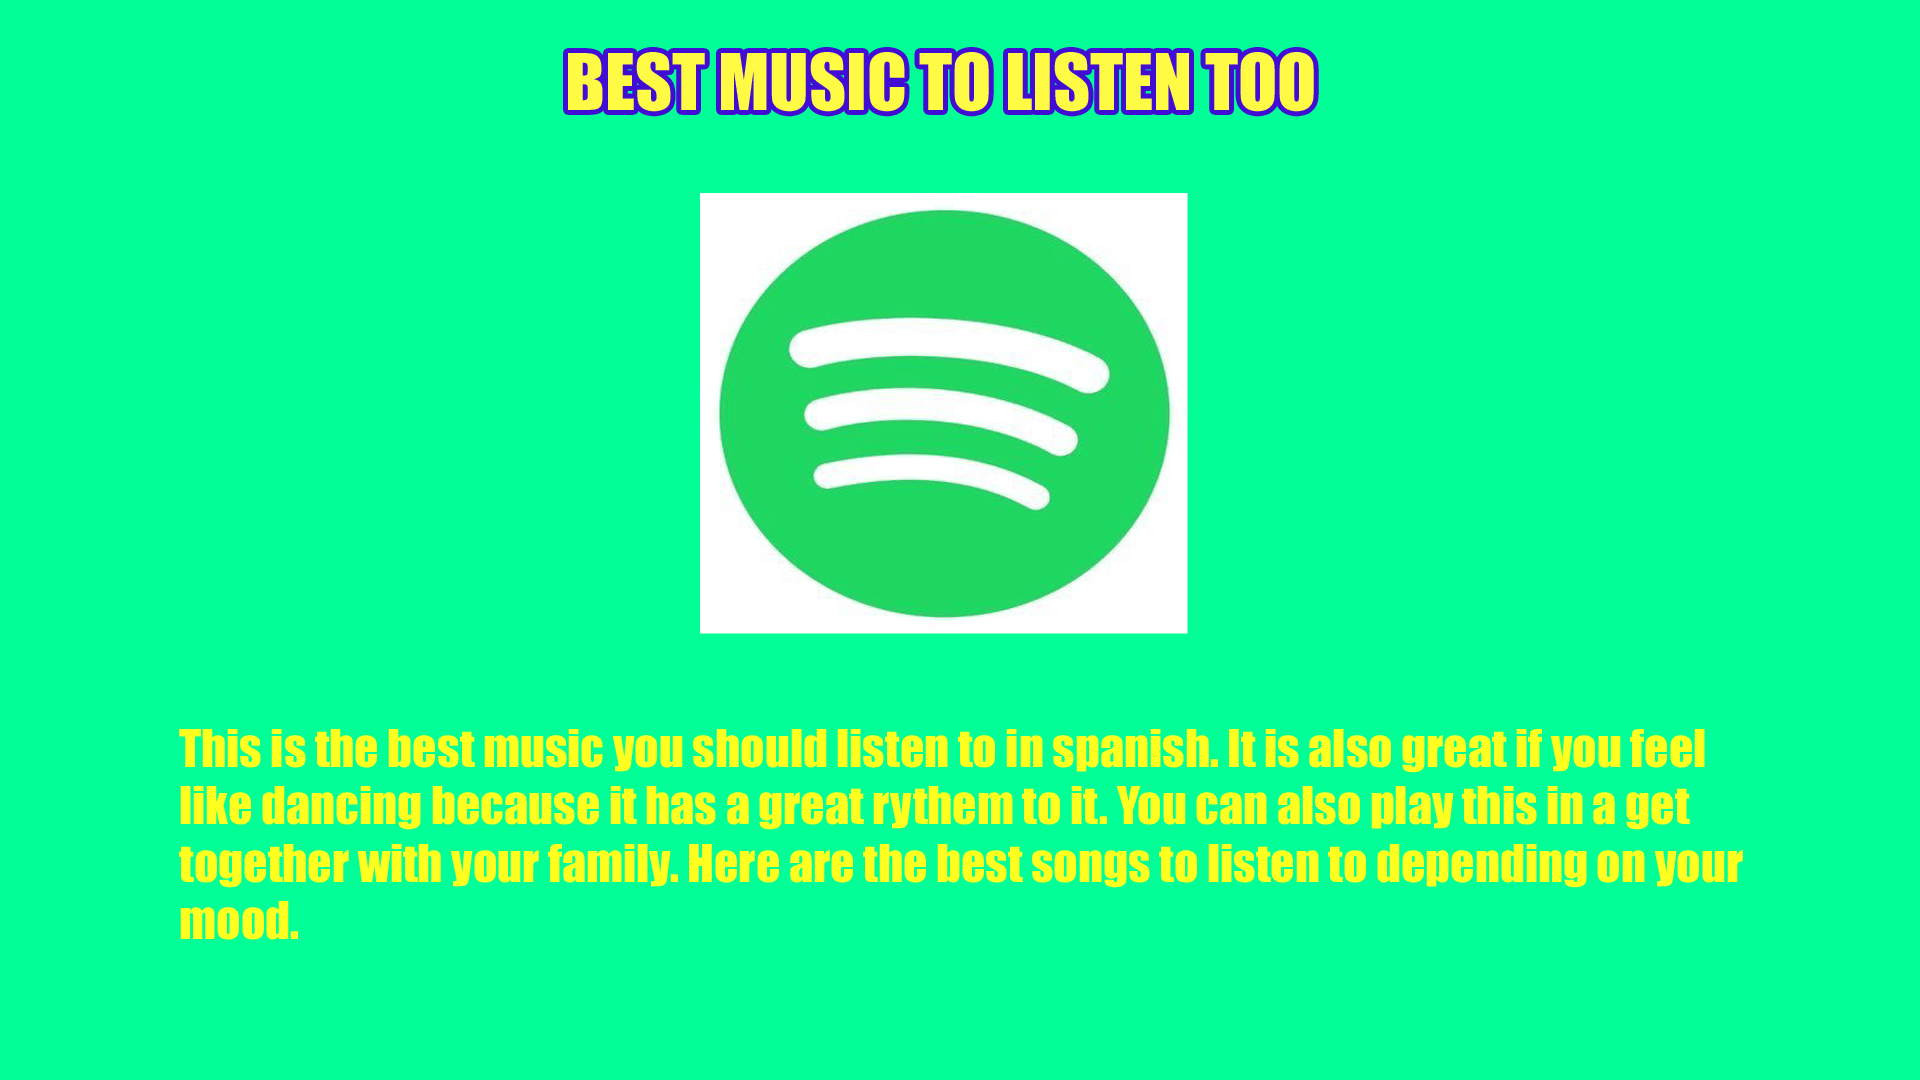 BEST MUSIC TO LISTEN TOO
This is the best music you should listen to in spanish. It is also great if you feel
like dancing because it has a great rythem to it. You can also play this in a get
together with your family. Here are the best songs to listen to depending on your
mood.